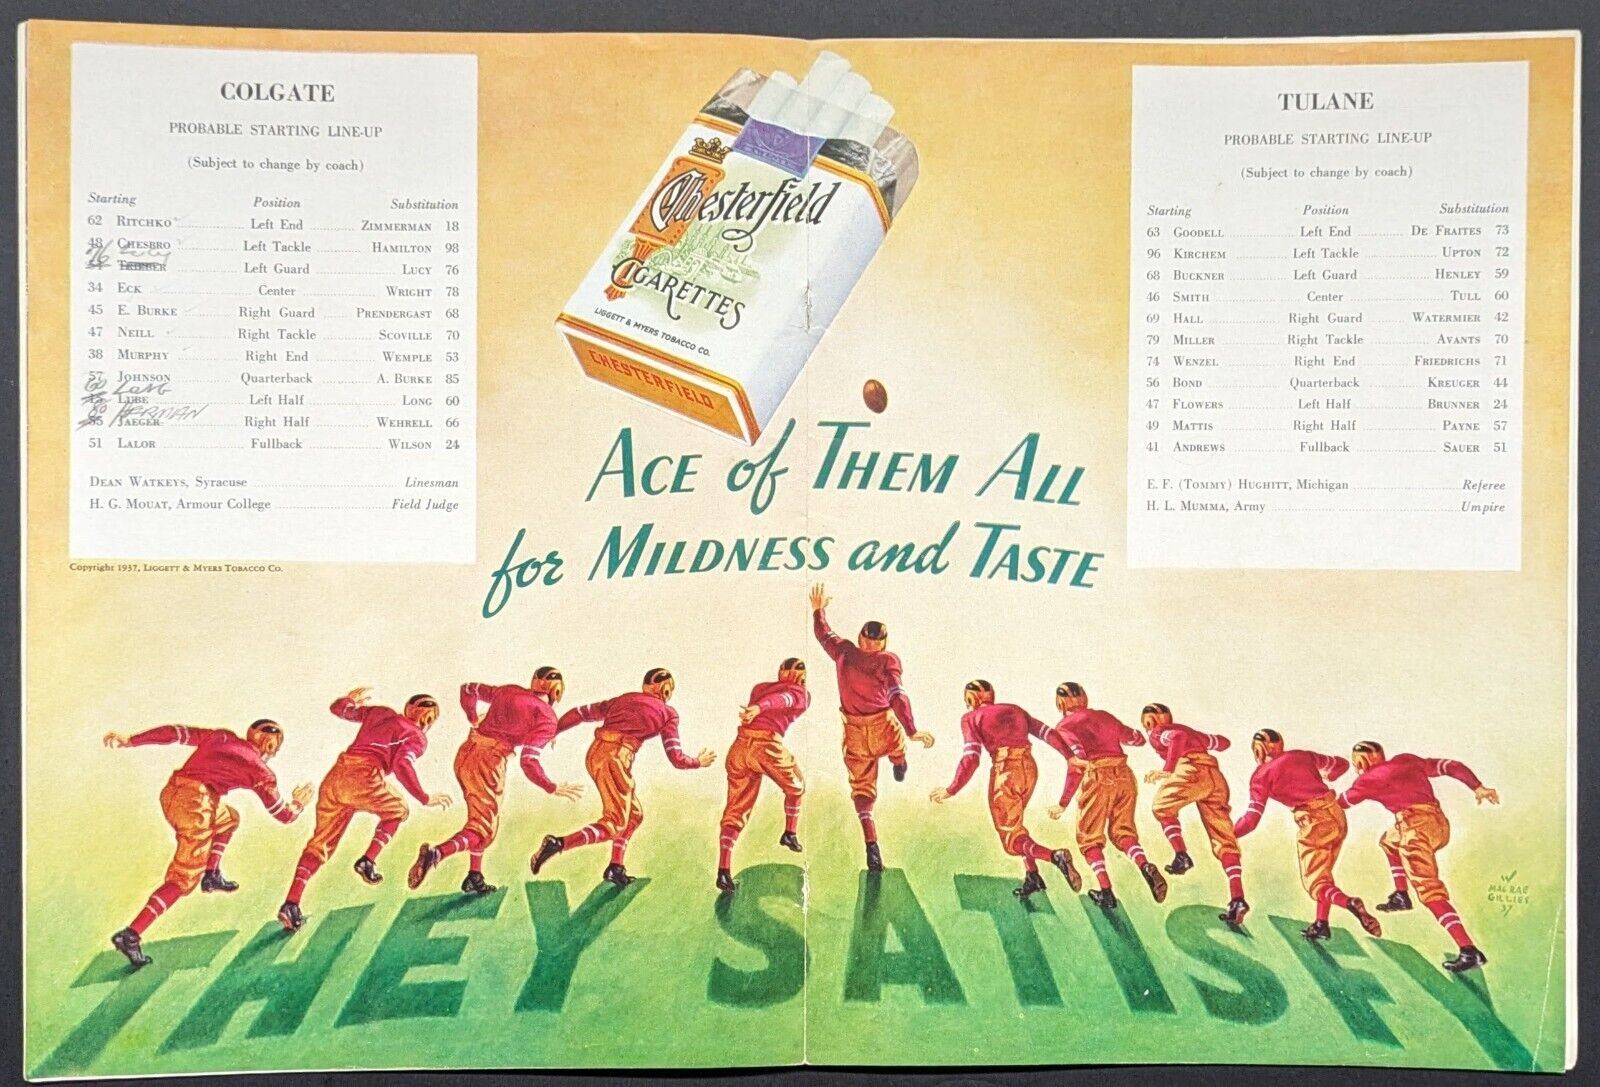 COLGATE
PROBABLE STARTING LINE-UP
(Subject to change by coach)
Starting Position Substitution
62 RITCHKO Left End ZIMMERMAN 18
48 CHESBRO Left Tackle HAMILTON 98
TRIEBER Left Guard LUCY 76
34 ECK Center WRIGHT 78
45 E. BURKE Right Guard PRENDERGAST 68
47 NEILL Right Tackle SCOVILLE 70
38 MURPHY Right End WEMPLE 53
57 JOHNSON Quarterback A. BURKE 85
60 LONG
LUBE Left Half LONG 60
HERMAN
55 JAEGER Right Half WEHRELL 66
51 LALOR Fullback WILSON 24
DEAN WATKEYS, Syracuse Linesman
H. G. MOUAT, Armour College Field Judge
Copyright 1937, LIGGETT & MYERS TOBACCO CO.
Chesterfield
CIGARETTES
LIGGETT & MYERS TOBACCO CO.
CHESTERFIELD
ACE of THEM ALL
for MILDNESS and TASTE
TULANE
PROBABLE STARTING LINE-UP
(Subject to change by coach)
Starting Position Substitution
63 GOODELL Left End DE FRAITES 73
96 KIRCHEM Left Tackle UPTON 72
68 BUCKNER Left Guard HENLEY 59
46 SMITH Center TULL 60
69 HALL Right Guard WATERMIER 42
79 MILLER Right Tackle AVANTS 70
74 WENZEL Right End FRIEDRICHS 71
56 BOND Quarterback KREUGER 44
47 FLOWERS Left Half BRUNNER 24
49 MATTIS Right Half PAYNE 57
41 ANDREWS Fullback SAUER 51
E. F. (TOMMY) HUGHITT, Michigan Referee
H. L. MUMMA, Army Umpire
THEY SATISFY
W
MACRAE
GILLIES
37